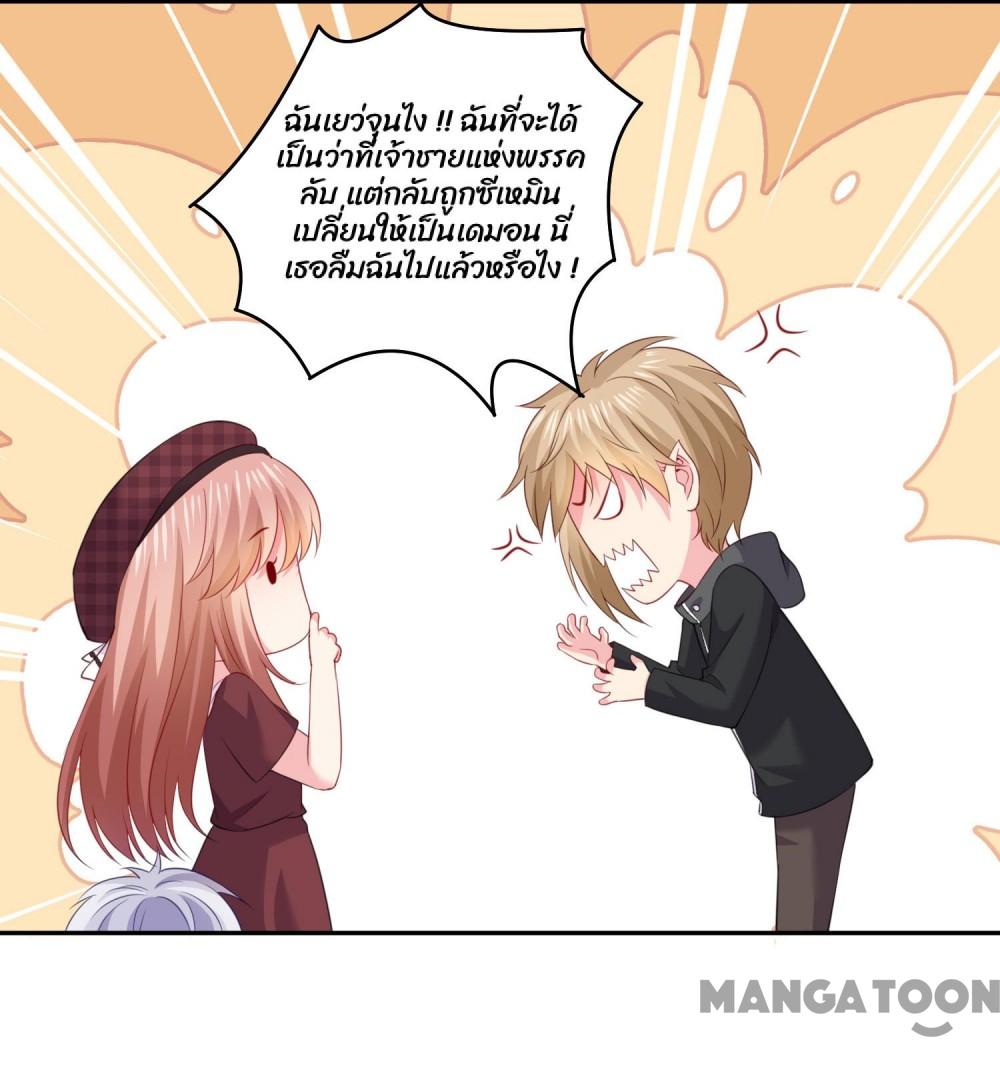 ฉันเยว่จุนไง !! ฉันที่จะได้
เป็นว่าที่เจ้าชายแห่งพรรค
ลับ แต่กลับถูกซีเหมิน
เปลี่ยนให้เป็นเดมอน นี่
เธอลืมฉันไปแล้วหรือไง !
MANGATOON